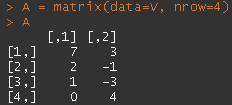 > A = matrix(data=V, nrow=4)
> A
[,1] [,2]
[1,] 7 3
[2,] 2 -1
[3,] 1 -3
[4,] 0 4